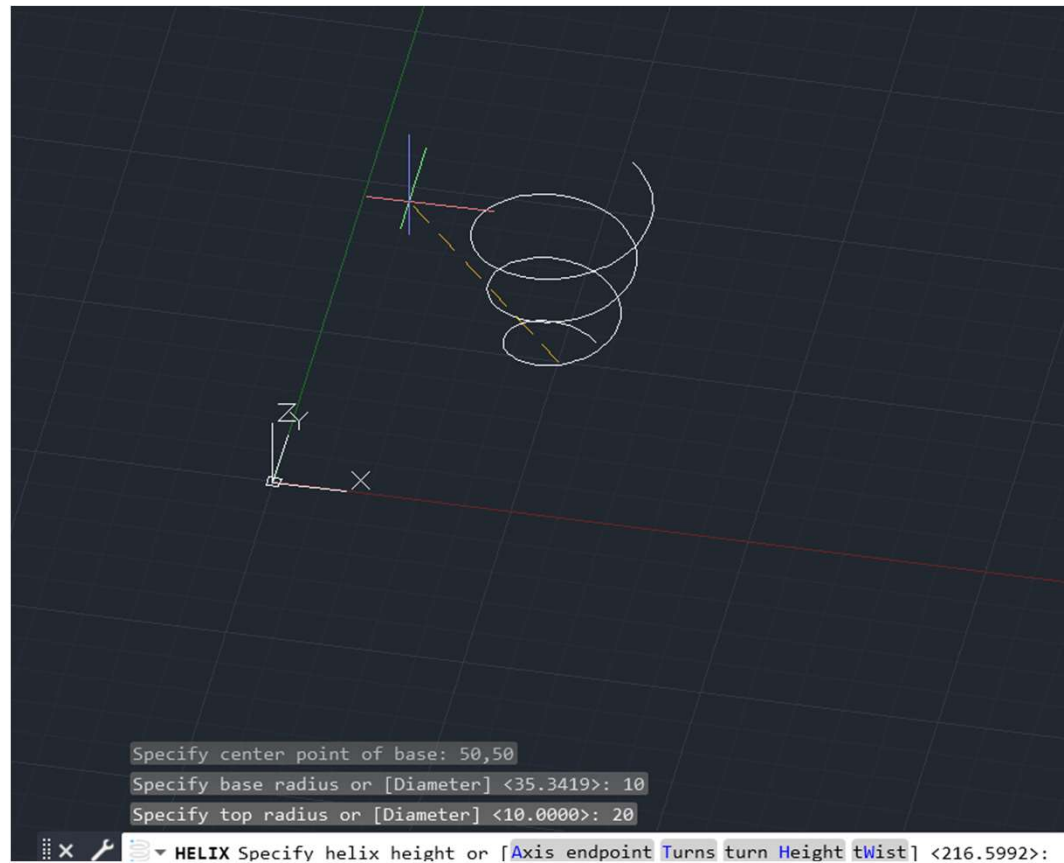 Z
Y
X
Specify center point of base: 50,50
Specify base radius or [Diameter] <35.3419>: 10
Specify top radius or [Diameter] <10.0000>: 20
HELIX Specify helix height or [Axis endpoint Turns turn Height tWist] <216.5992>: